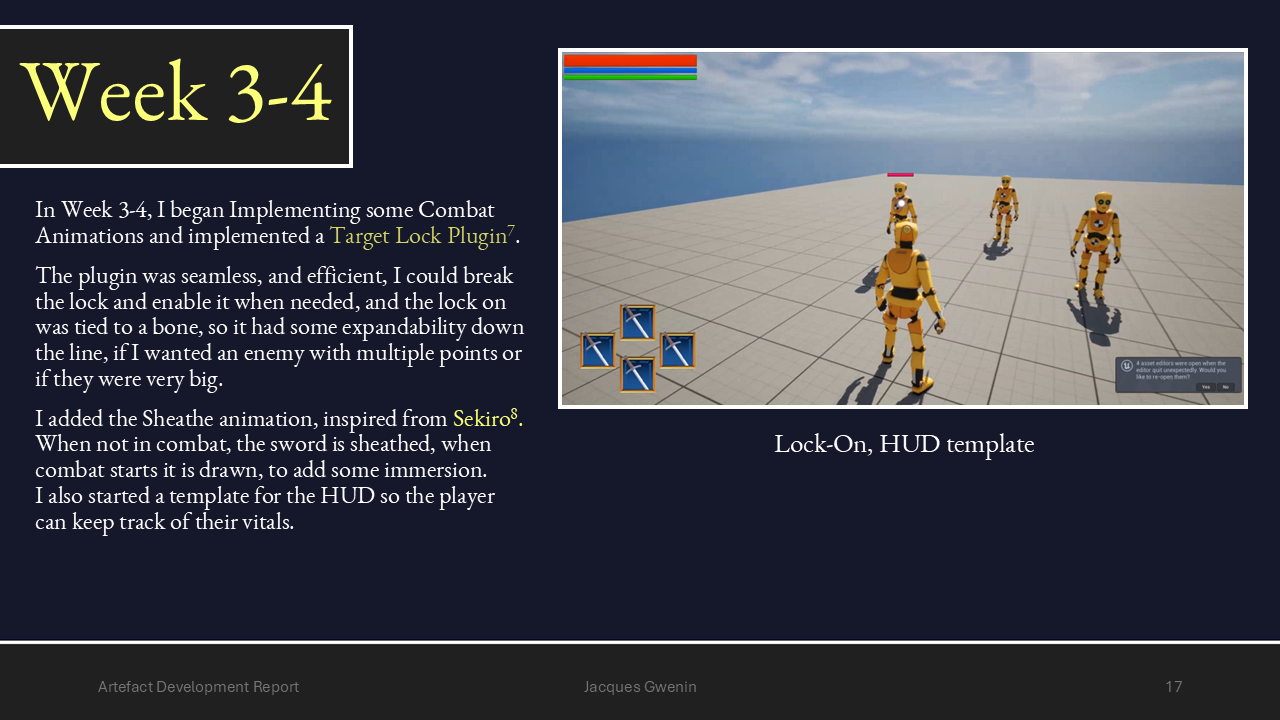 Week 3-4
In Week 3-4, I began Implementing some Combat
Animations and implemented a Target Lock Plugin⁷.
The plugin was seamless, and efficient, I could break
the lock and enable it when needed, and the lock on
was tied to a bone, so it had some expandability down
the line, if I wanted an enemy with multiple points or
if they were very big.
I added the Sheathe animation, inspired from Sekiro⁸.
When not in combat, the sword is sheathed, when
combat starts it is drawn, to add some immersion.
I also started a template for the HUD so the player
can keep track of their vitals.
4 asset editors were open when the
editor quit unexpectedly. Would you
like to re-open them?
Yes No
Lock-On, HUD template
Artefact Development Report
Jacques Gwenin
17